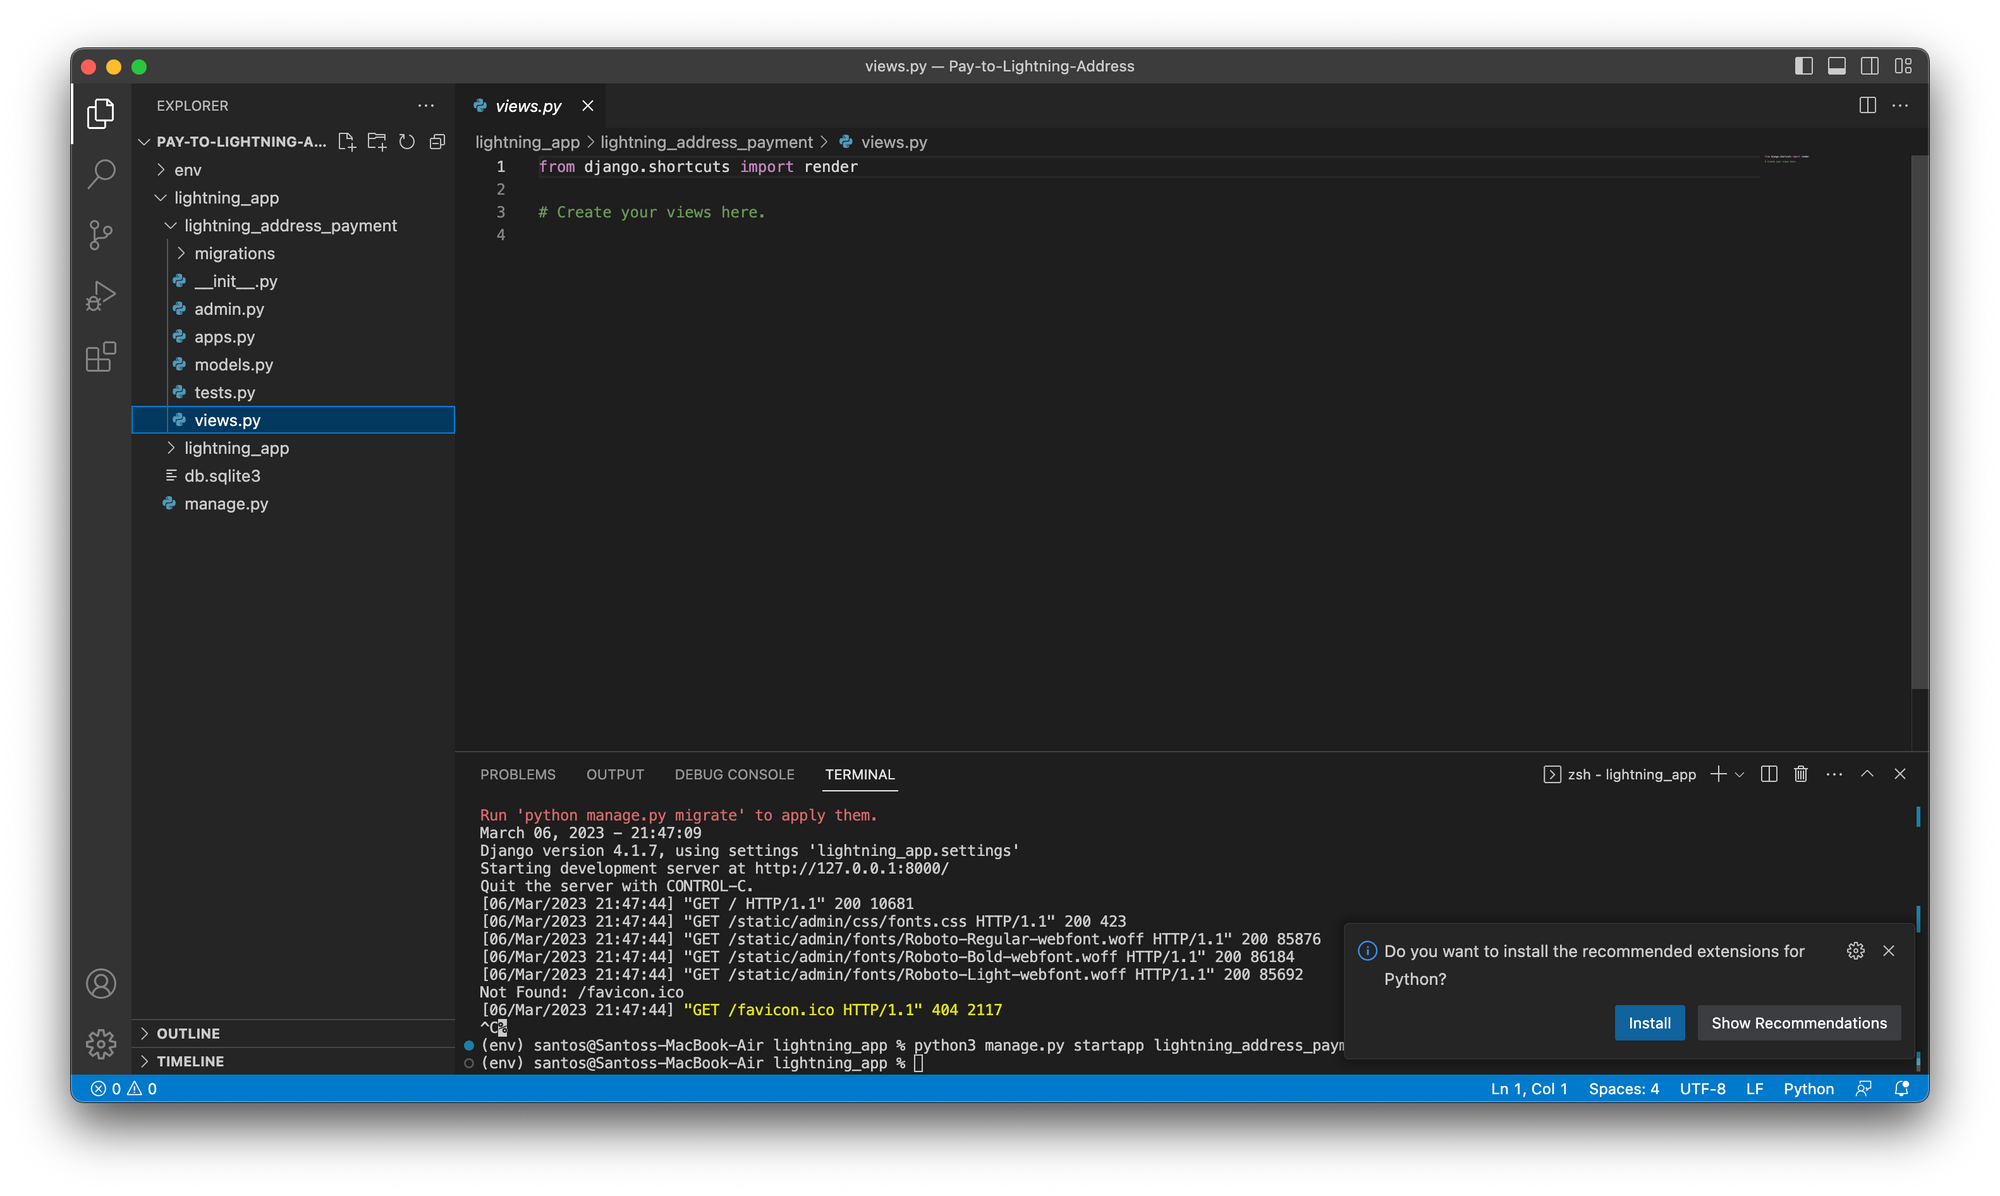 views.py — Pay-to-Lightning-Address
EXPLORER
PAY-TO-LIGHTNING-A...
env
lightning_app
lightning_address_payment
migrations
__init__.py
admin.py
apps.py
models.py
tests.py
views.py
lightning_app
db.sqlite3
manage.py
OUTLINE
TIMELINE
views.py
lightning_app > lightning_address_payment > views.py
1 from django.shortcuts import render
2
3 # Create your views here.
4
PROBLEMS OUTPUT DEBUG CONSOLE TERMINAL
zsh - lightning_app
Run 'python manage.py migrate' to apply them.
March 06, 2023 - 21:47:09
Django version 4.1.7, using settings 'lightning_app.settings'
Starting development server at http://127.0.0.1:8000/
Quit the server with CONTROL-C.
[06/Mar/2023 21:47:44] "GET / HTTP/1.1" 200 10681
[06/Mar/2023 21:47:44] "GET /static/admin/css/fonts.css HTTP/1.1" 200 423
[06/Mar/2023 21:47:44] "GET /static/admin/fonts/Roboto-Regular-webfont.woff HTTP/1.1" 200 85876
[06/Mar/2023 21:47:44] "GET /static/admin/fonts/Roboto-Bold-webfont.woff HTTP/1.1" 200 86184
[06/Mar/2023 21:47:44] "GET /static/admin/fonts/Roboto-Light-webfont.woff HTTP/1.1" 200 85692
Not Found: /favicon.ico
[06/Mar/2023 21:47:44] "GET /favicon.ico HTTP/1.1" 404 2117
^C%
(env) santos@Santoss-MacBook-Air lightning_app % python3 manage.py startapp lightning_address_paym
(env) santos@Santoss-MacBook-Air lightning_app %
Do you want to install the recommended extensions for
Python?
Install
Show Recommendations
0 0
Ln 1, Col 1 Spaces: 4 UTF-8 LF Python